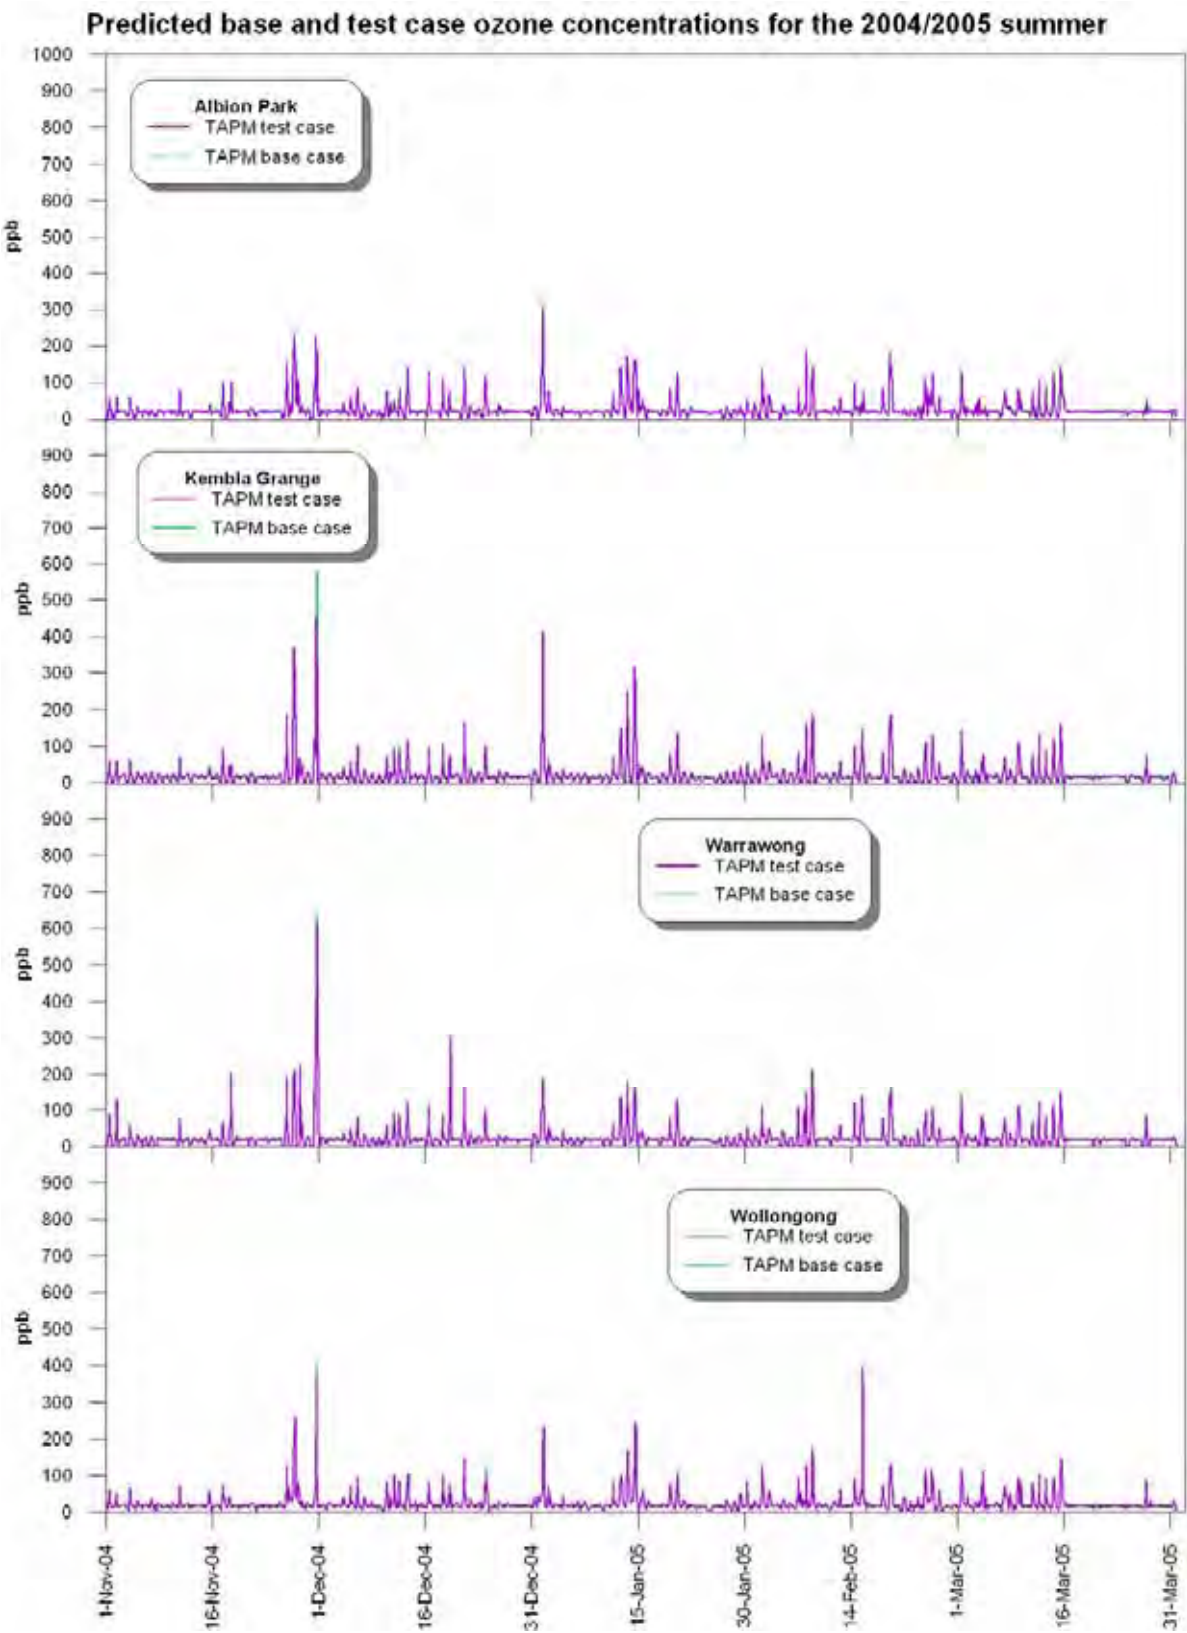 Predicted base and test case ozone concentrations for the 2004/2005 summer
1000
900
800
700
600
500
400
300
200
100
0
ppb
Albion Park
TAPM test case
TAPM base case
900
800
700
600
500
400
300
200
100
0
ppb
Kembla Grange
TAPM test case
TAPM base case
900
800
700
600
500
400
300
200
100
0
ppb
Warrawong
TAPM test case
TAPM base case
900
800
700
600
500
400
300
200
100
0
ppb
Wollongong
TAPM test case
TAPM base case
1-Nov-04
16-Nov-04
1-Dec-04
16-Dec-04
31-Dec-04
15-Jan-05
30-Jan-05
14-Feb-05
1-Mar-05
16-Mar-05
31-Mar-05